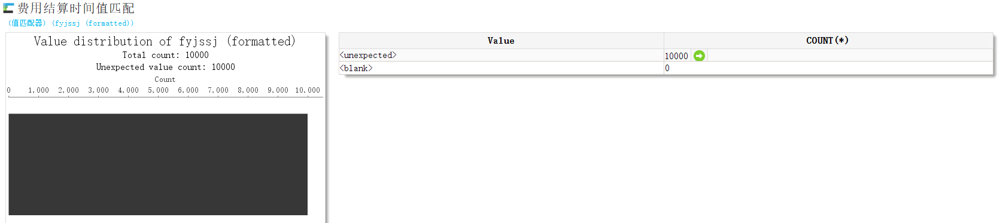 费用结算时间值匹配
(值匹配器) (fyjssj (formatted))
Value distribution of fyjssj (formatted)
Total count: 10000
Unexpected value count: 10000
Count
0 1,000 2,000 3,000 4,000 5,000 6,000 7,000 8,000 9,000 10,000
Value COUNT(*)
<unexpected> 10000
<blank> 0